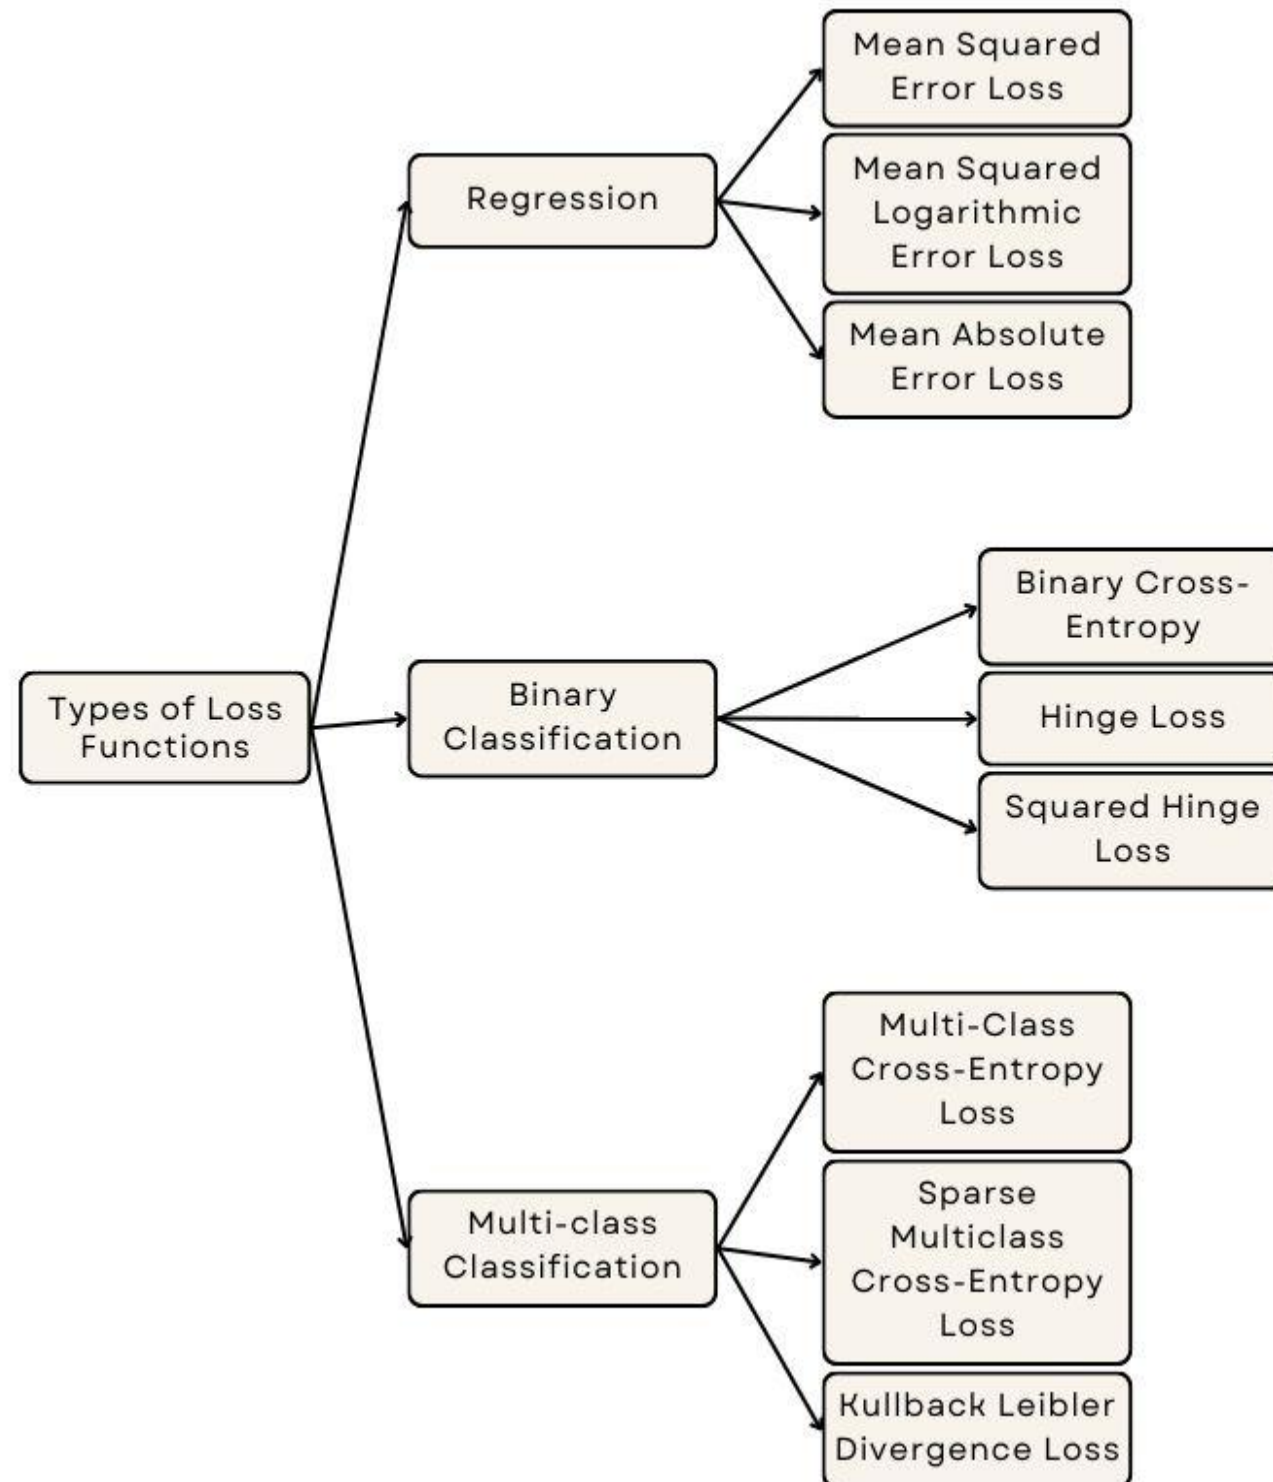 Mean Squared
Error Loss
Mean Squared
Logarithmic
Error Loss
Mean Absolute
Error Loss
Regression
Binary Cross-
Entropy
Hinge Loss
Squared Hinge
Loss
Binary
Classification
Types of Loss
Functions
Multi-Class
Cross-Entropy
Loss
Sparse
Multiclass
Cross-Entropy
Loss
Kullback Leibler
Divergence Loss
Multi-class
Classification